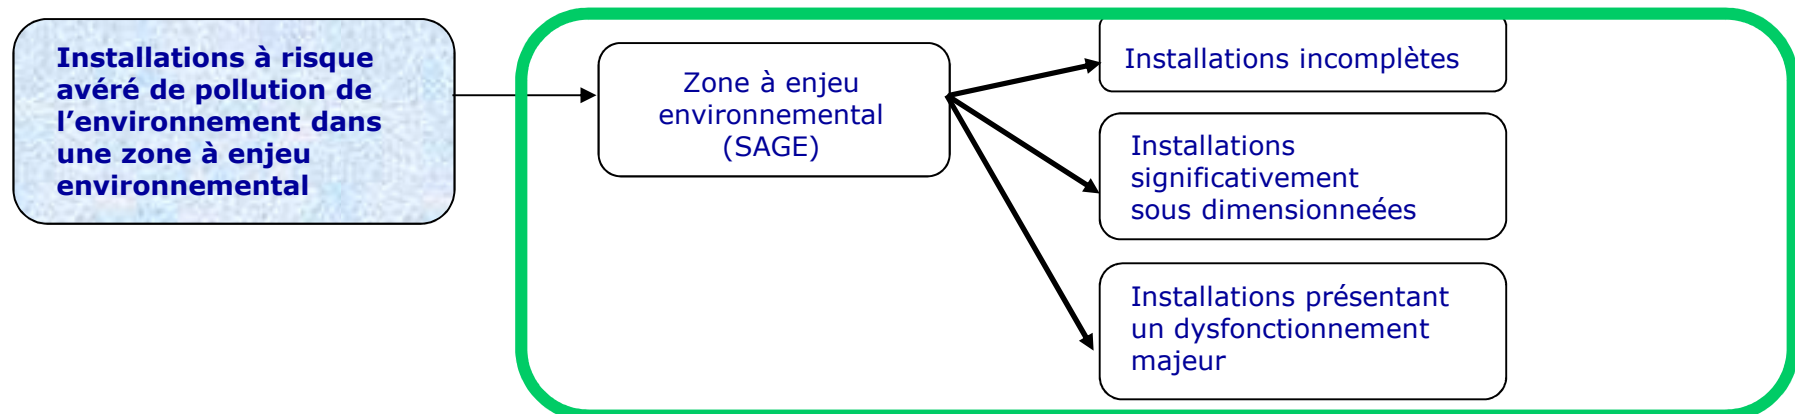 Installations à risque
avéré de pollution de
l’environnement dans
une zone à enjeu
environnemental
Zone à enjeu
environnemental
(SAGE)
Installations incomplètes
Installations
significativement
sous dimensionneées
Installations présentant
un dysfonctionnement
majeur